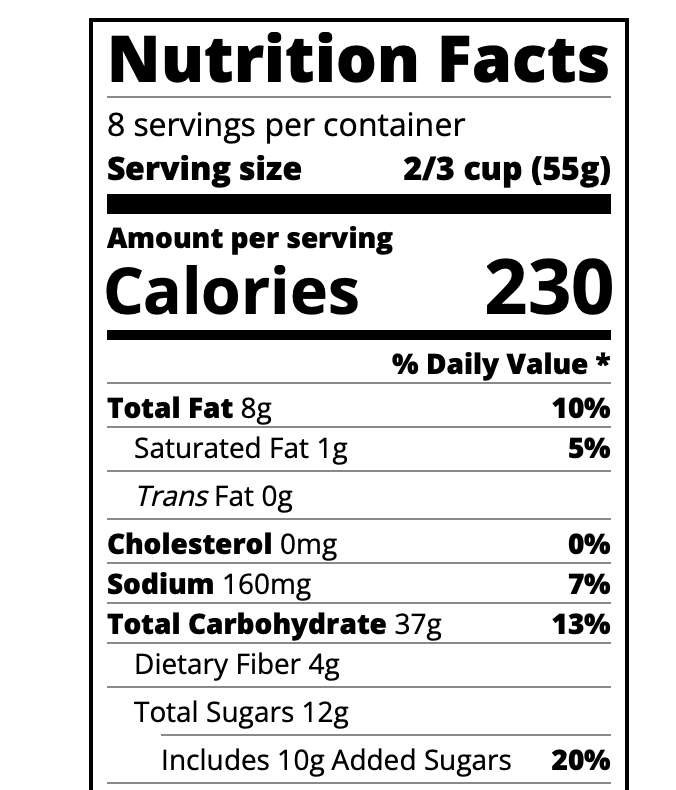 Nutrition Facts
8 servings per container
Serving size 2/3 cup (55g)
Amount per serving
Calories 230
% Daily Value *
Total Fat 8g 10%
Saturated Fat 1g 5%
Trans Fat 0g
Cholesterol 0mg 0%
Sodium 160mg 7%
Total Carbohydrate 37g 13%
Dietary Fiber 4g
Total Sugars 12g
Includes 10g Added Sugars 20%